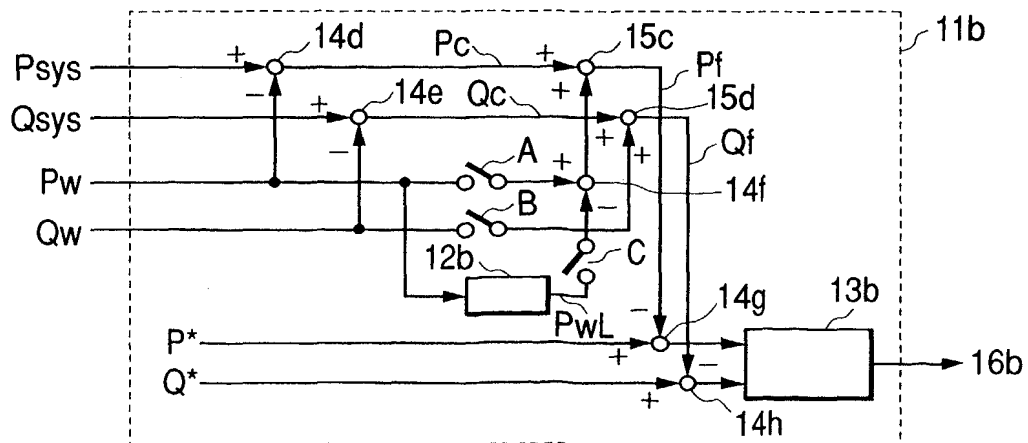 14d
Pc
15c
11b
Psys
+
+
Pf
−
14e
Qc
+
15d
Qsys
+
+
+
Qf
−
A
+
Pw
14f
B
−
Qw
12b
C
14g
13b
PwL
−
P*
+
−
16b
Q*
+
14h